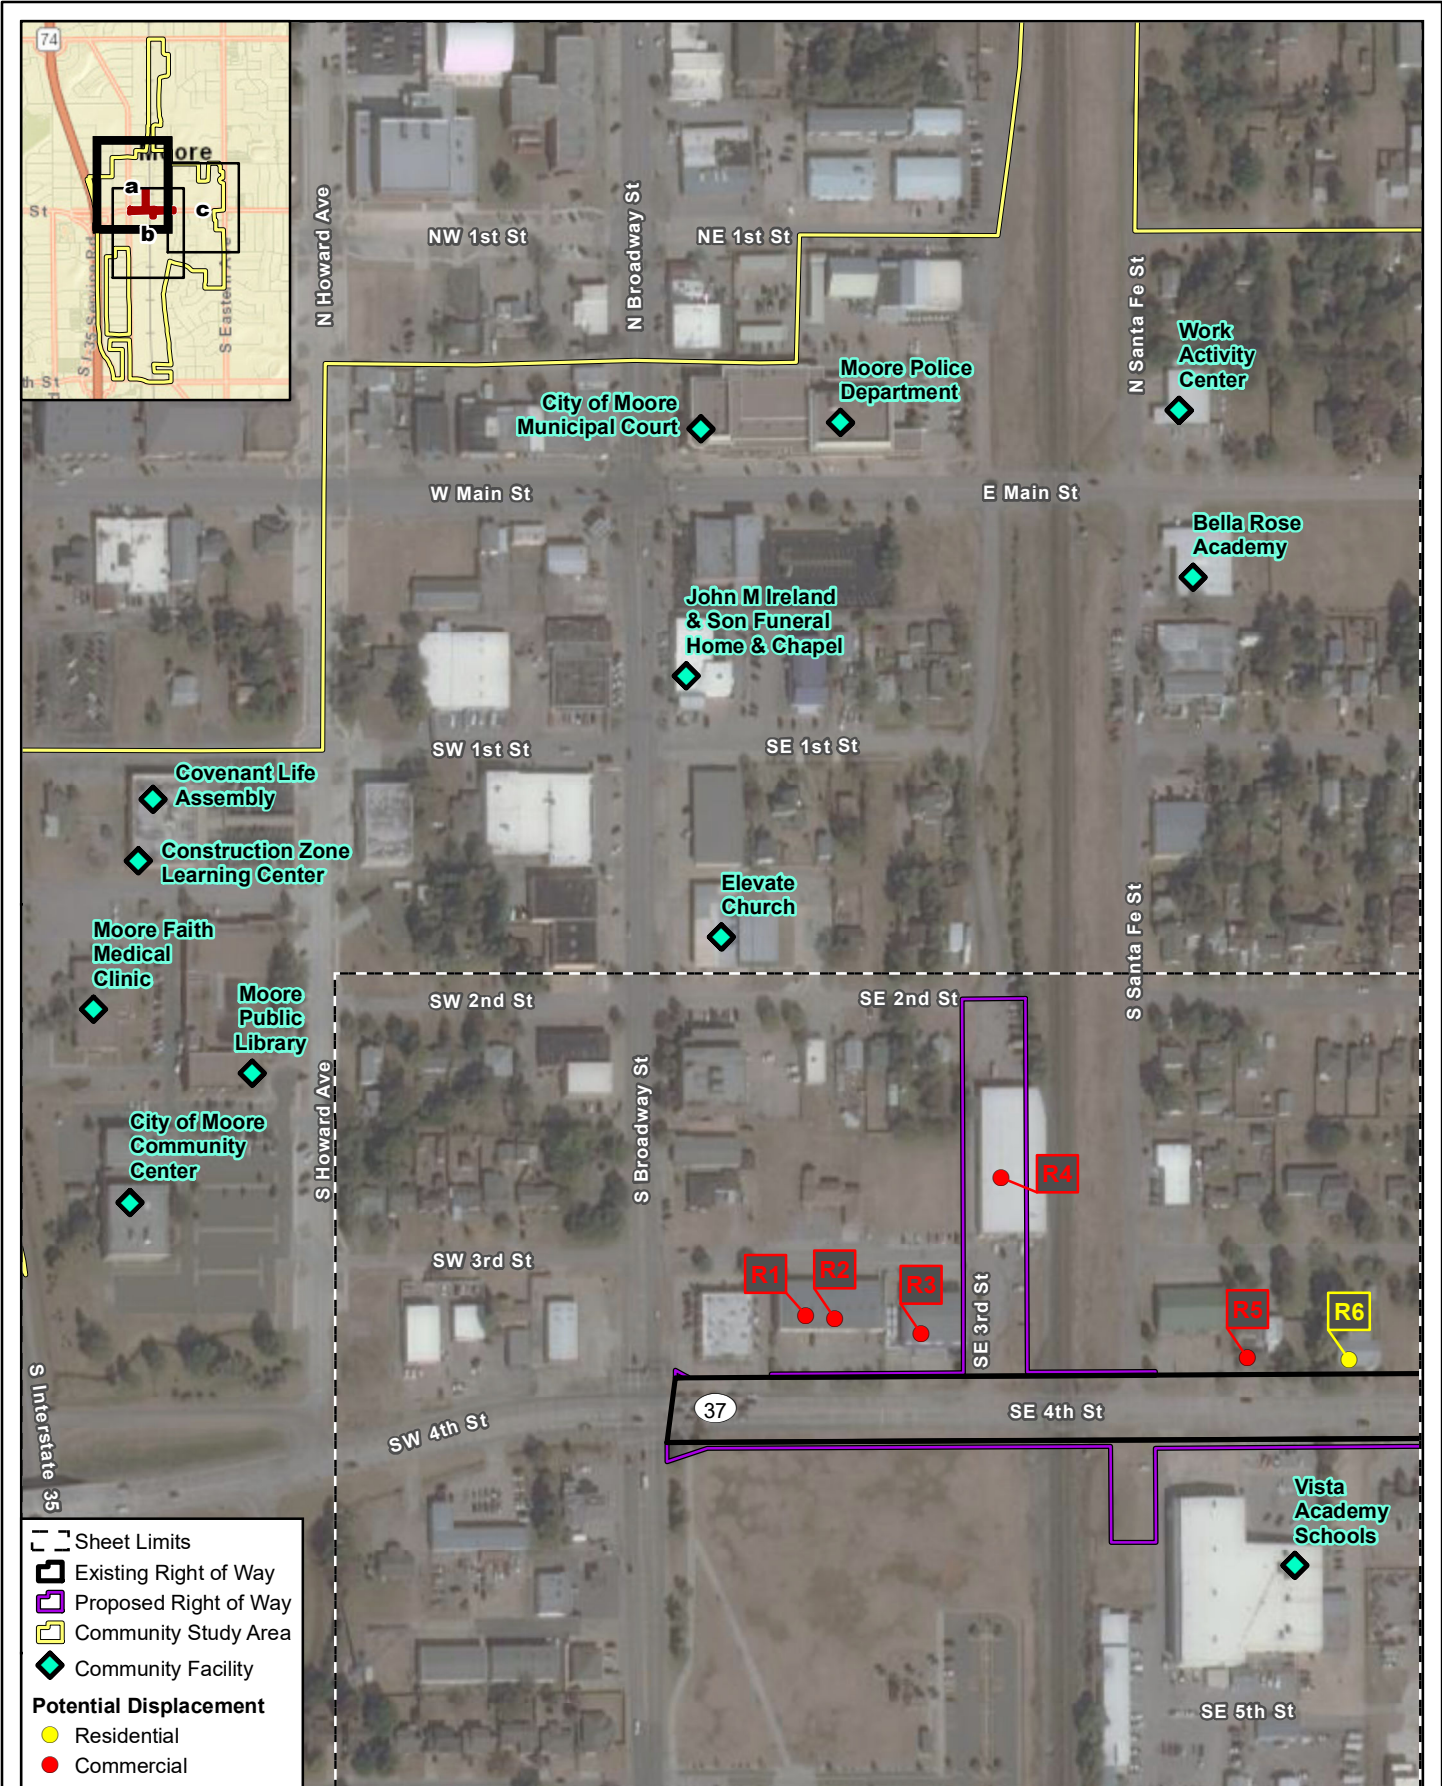 74
Moore
a
c
b
St
S I 35 Service Rd
S Eastern Ave
th St
N Howard Ave
N Broadway St
N Santa Fe St
NW 1st St
NE 1st St
Work
Activity
Center
Moore Police
Department
City of Moore
Municipal Court
W Main St
E Main St
Bella Rose
Academy
John M Ireland
& Son Funeral
Home & Chapel
SW 1st St
SE 1st St
Covenant Life
Assembly
Construction Zone
Learning Center
Elevate
Church
Moore Faith
Medical
Clinic
Moore
Public
Library
S Santa Fe St
SW 2nd St
SE 2nd St
S Howard Ave
S Broadway St
City of Moore
Community
Center
R4
SW 3rd St
R1
R2
R3
SE 3rd St
R5
R6
S Interstate 35
SW 4th St
37
SE 4th St
Vista
Academy
Schools
SE 5th St
Sheet Limits
Existing Right of Way
Proposed Right of Way
Community Study Area
Community Facility
Potential Displacement
Residential
Commercial